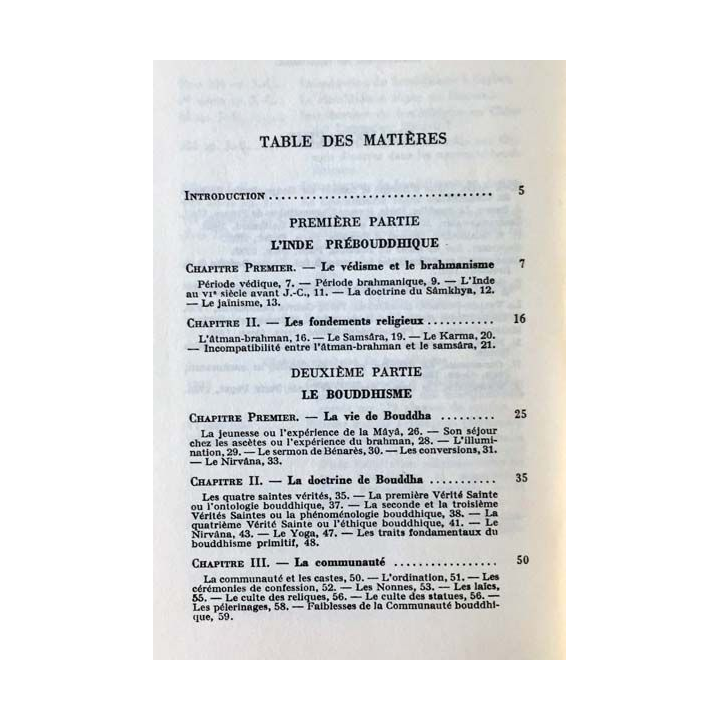 TABLE DES MATIÈRES
INTRODUCTION.................................... 5
PREMIÈRE PARTIE
L'INDE PRÉBOUDDHIQUE
CHAPITRE PREMIER. — Le védisme et le brahmanisme 7
Période védique, 7. — Période brahmanique, 9. — L'Inde
au VIe siècle avant J.-C., 11. — La doctrine du Sâmkhya, 12.
— Le jaïnisme, 13.
CHAPITRE II. — Les fondements religieux........... 16
L'âtman-brahman, 16. — Le Samsâra, 19. — Le Karma, 20.
— Incompatibilité entre l'âtman-brahman et le samsâra, 21.
DEUXIÈME PARTIE
LE BOUDDHISME
CHAPITRE PREMIER. — La vie de Bouddha ......... 25
La jeunesse ou l'expérience de la Mâyâ, 26. — Son séjour
chez les ascètes ou l'expérience du brahman, 28. — L'illumi-
nation, 29. — Le sermon de Bénarès, 30. — Les conversions, 31.
— Le Nirvâna, 33.
CHAPITRE II. — La doctrine de Bouddha ........... 35
Les quatre saintes vérités, 35. — La première Vérité Sainte
ou l'ontologie bouddhique, 37. — La seconde et la troisième
Vérités Saintes ou la phénoménologie bouddhique, 38. — La
quatrième Vérité Sainte ou l'éthique bouddhique, 41. — Le
Nirvâna, 43. — Le Yoga, 47. — Les traits fondamentaux du
bouddhisme primitif, 48.
CHAPITRE III. — La communauté ................. 50
La communauté et les castes, 50. — L'ordination, 51. — Les
cérémonies de confession, 52. — Les Nonnes, 53. — Les laïcs,
55. — Le culte des reliques, 56. — Le culte des statues, 56. —
Les pélerinages, 58. — Faiblesses de la Communauté bouddhi-
que, 59.